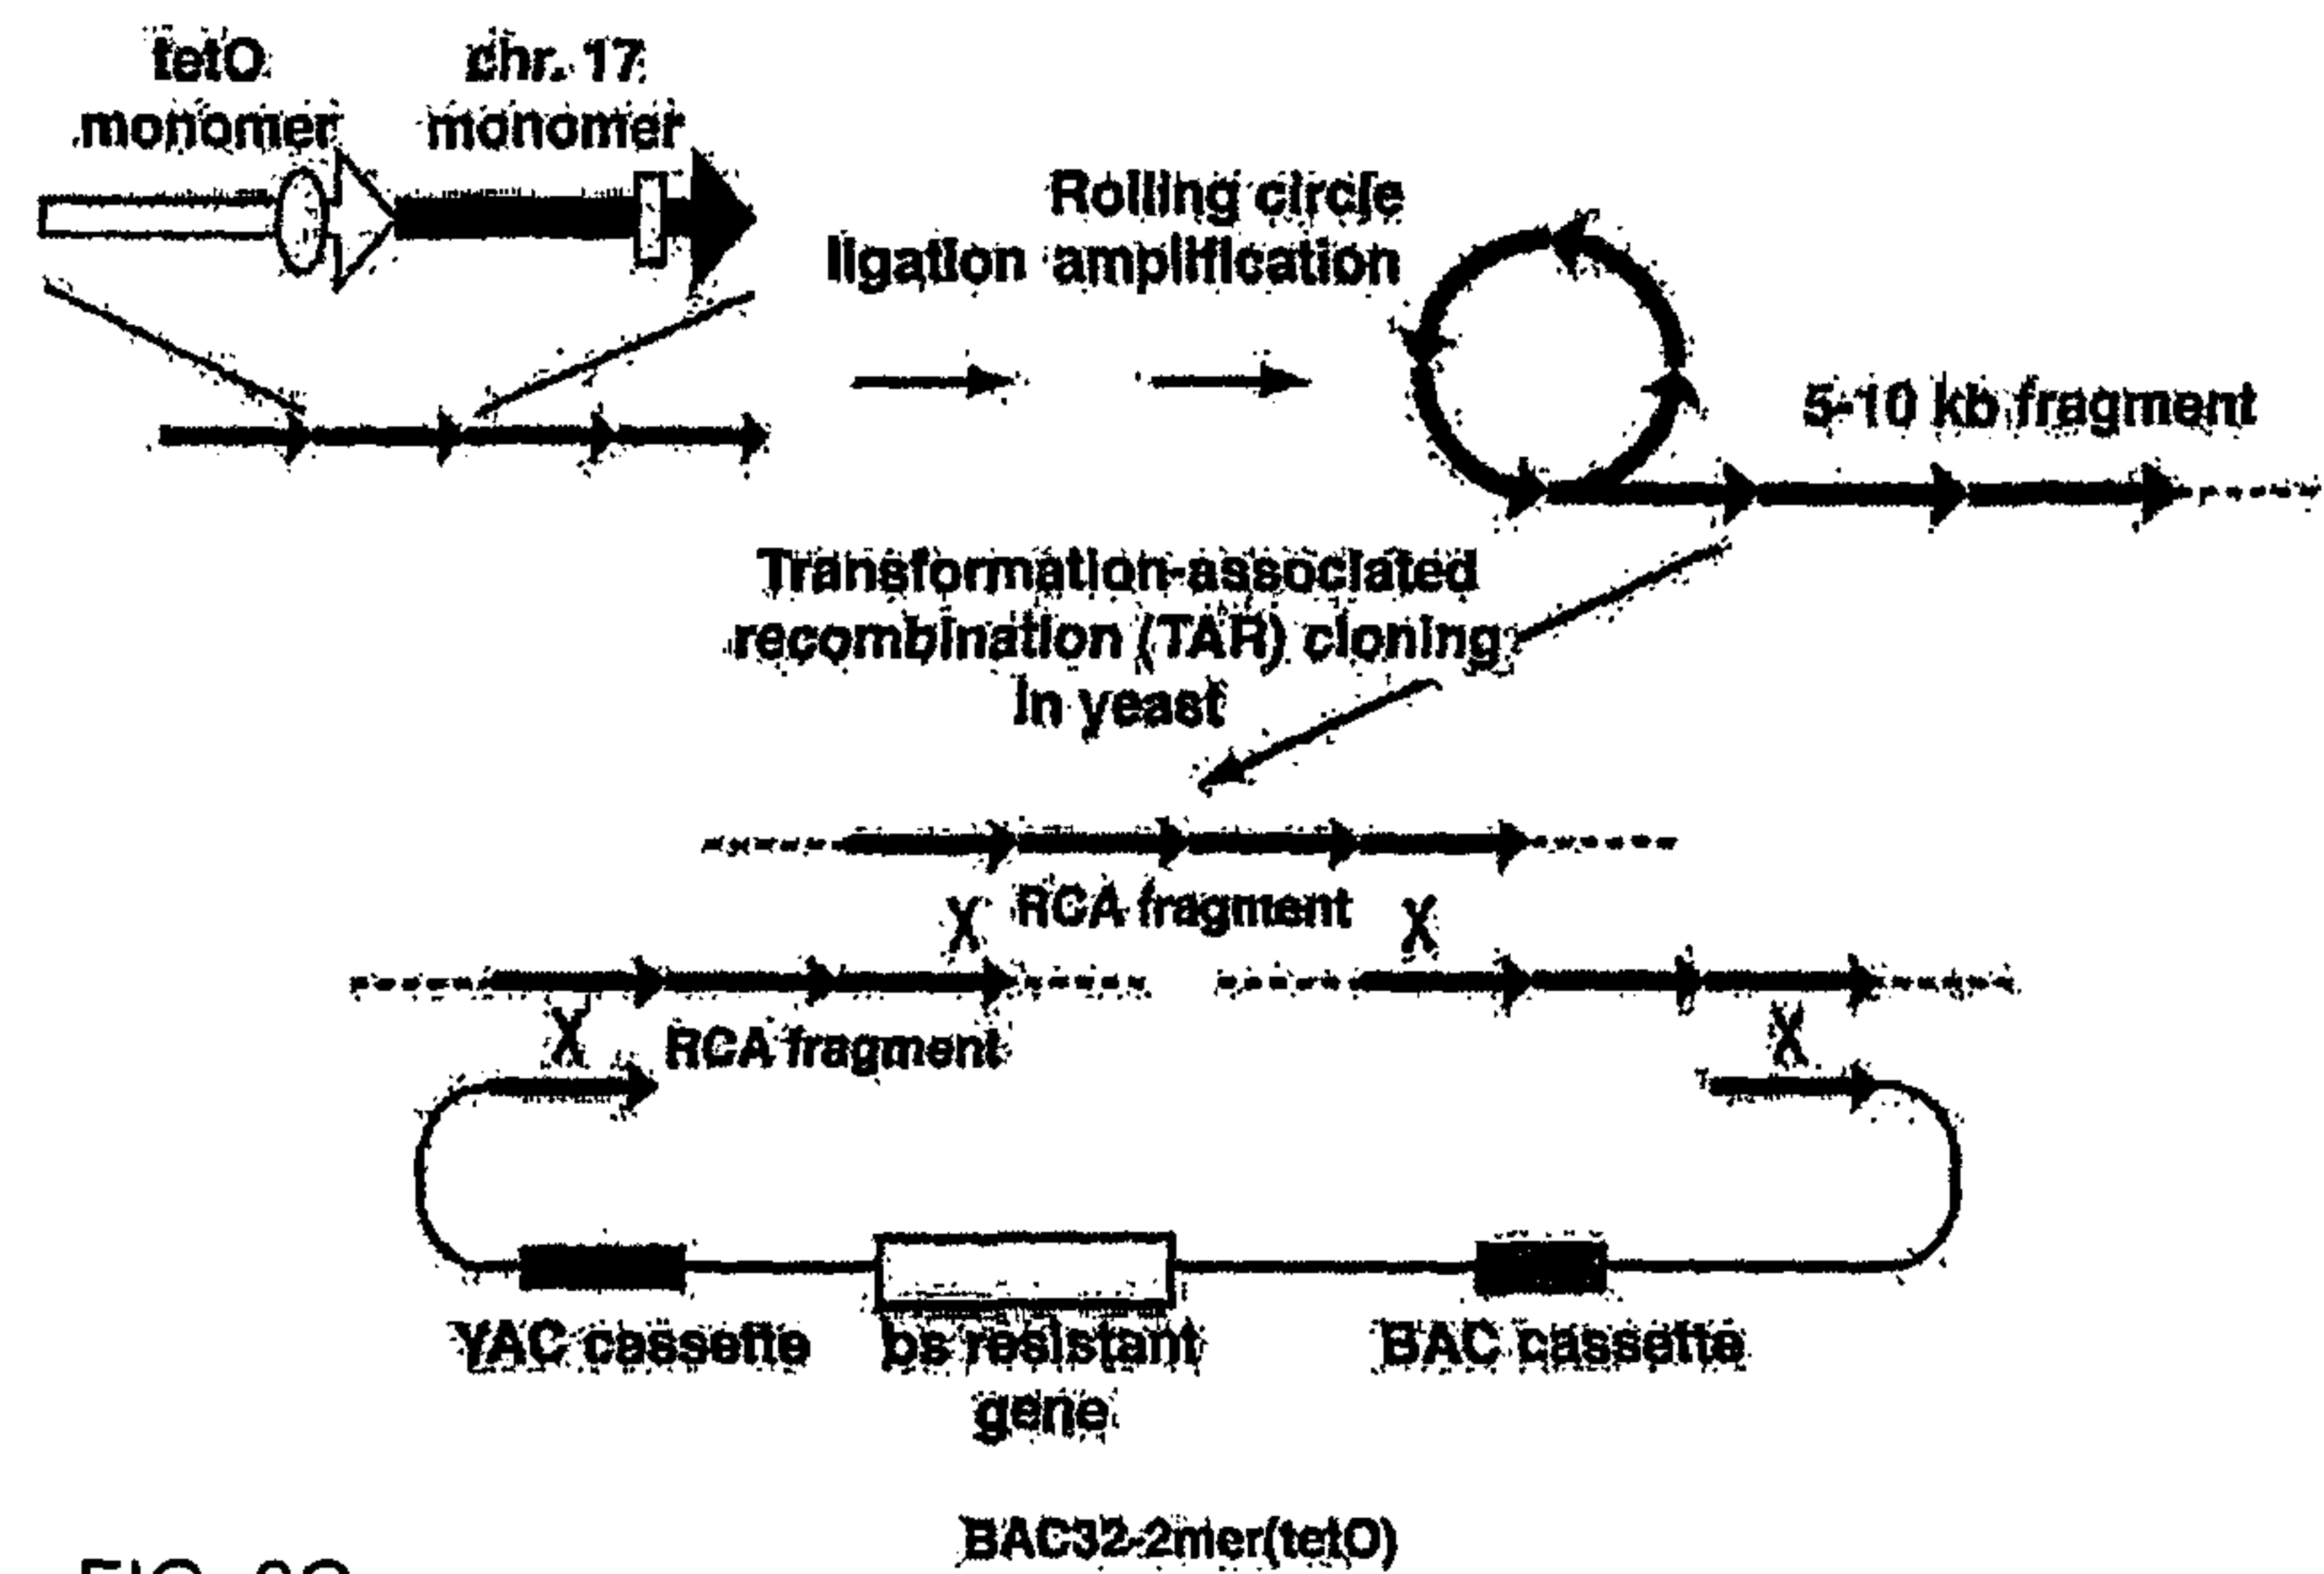 tetO
monomer
chr. 17
monomer
Rolling circle
ligation amplification
5-10 kb fragment
Transformation-associated
recombination (TAR) cloning
in yeast
RCA fragment
X X
X X
RCA fragment
YAC cassette
bs resistant
gene
BAC cassette
BAC32-2mer(tetO)